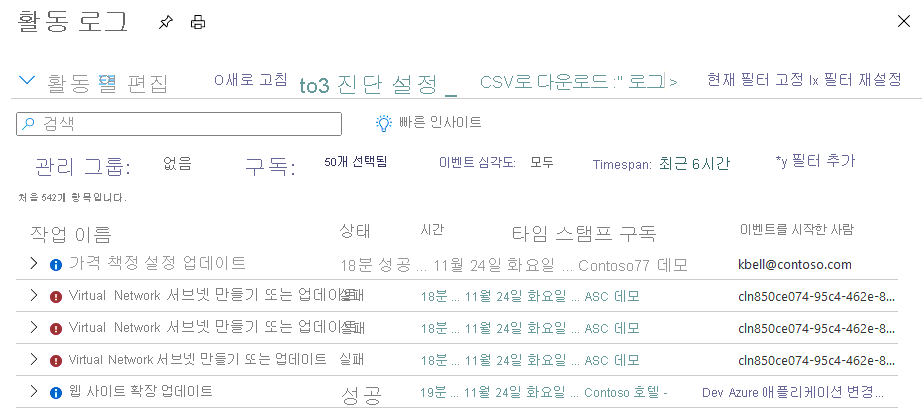 활동 로그
활동 열 편집 O새로 고침 to3 진단 설정 _ CSV로 다운로드 :" 로그 > 현재 필터 고정 Ix 필터 재설정
검색 빠른 인사이트
관리 그룹: 없음 구독: 50개 선택됨 이벤트 심각도: 모두 Timespan: 최근 6시간 *y 필터 추가
처음 542개 항목입니다.
작업 이름 상태 시간 타임 스탬프 구독 이벤트를 시작한 사람
가격 책정 설정 업데이트 18분 성공 ... 11월 24일 화요일 ... Contoso77 데모 kbell@contoso.com
Virtual Network 서브넷 만들기 또는 업데이트 실패 18분 ... 11월 24일 화요일 ... ASC 데모 cln850ce074-95c4-462e-8...
Virtual Network 서브넷 만들기 또는 업데이트 실패 18분 ... 11월 24일 화요일 ... ASC 데모 cln850ce074-95c4-462e-8...
Virtual Network 서브넷 만들기 또는 업데이트 실패 18분 ... 11월 24일 화요일 ... ASC 데모 cln850ce074-95c4-462e-8...
웹 사이트 확장 업데이트 성공 19분 ... 11월 24일 화요일 ... Contoso 호텔 - Dev Azure 애플리케이션 변경...